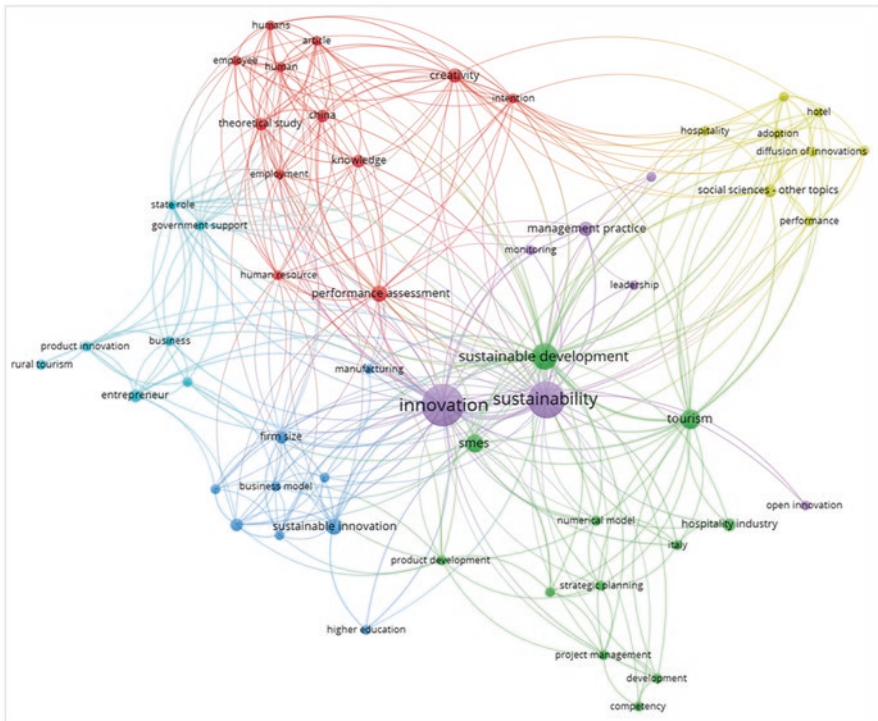 humans
article
employee
human
creativity
intention
china
theoretical study
knowledge
employment
hotel
hospitality
adoption
diffusion of innovations
social sciences - other topics
performance
state role
government support
management practice
monitoring
leadership
human resource
performance assessment
product innovation
business
rural tourism
entrepreneur
manufacturing
sustainable development
innovation
sustainability
tourism
smes
firm size
business model
sustainable innovation
open innovation
numerical model
hospitality industry
italy
product development
strategic planning
higher education
project management
development
competency